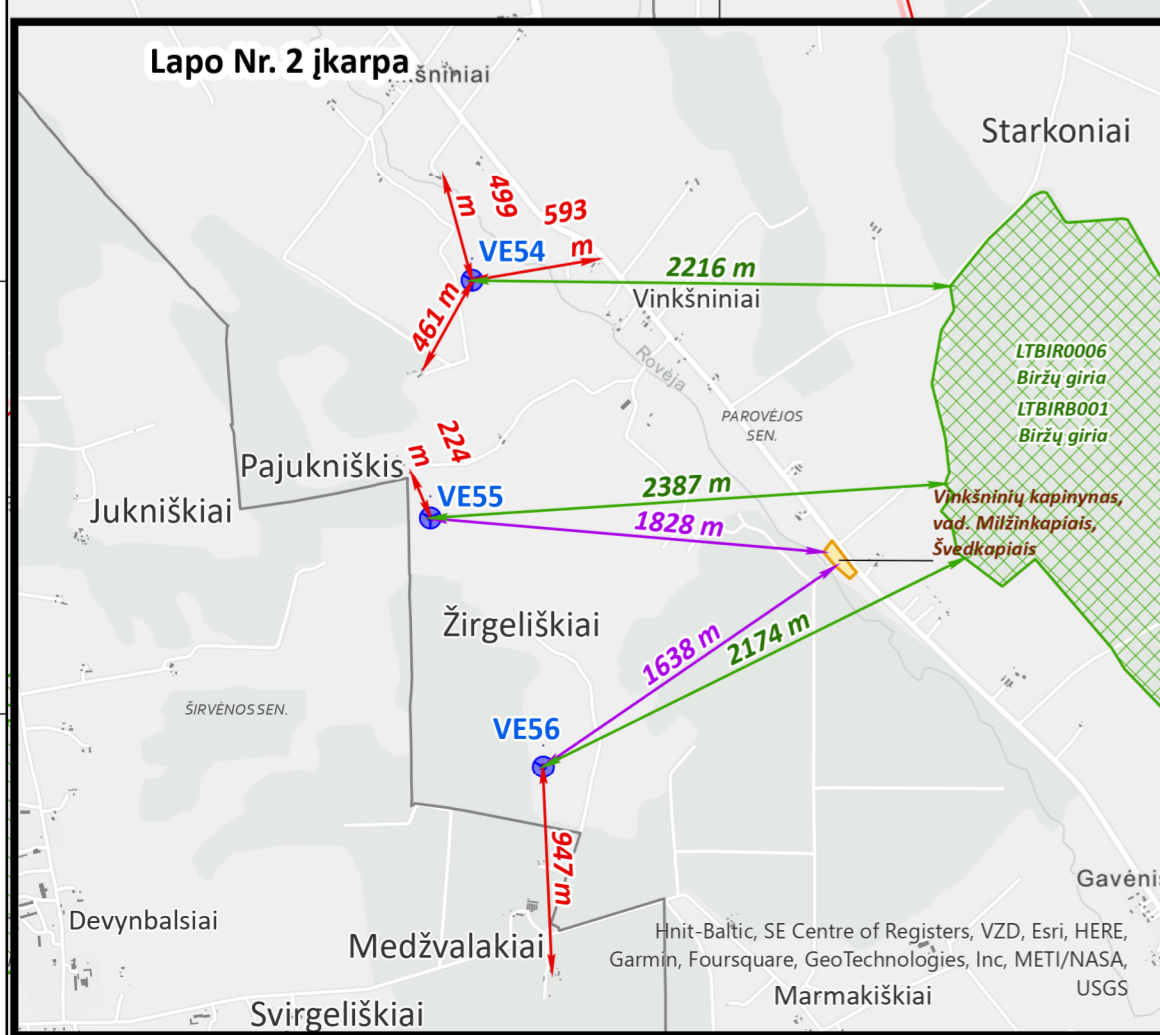 Lapo Nr. 2 įkarpa
kšniniai
Starkoniai
499
m
593
m
VE54
2216 m
461 m
Vinkšniniai
Rovėja
LTBIR0006
Biržų giria
LTBIRB001
Biržų giria
PAROVĖJOS
SEN.
224
m
Pajukniškis
VE55
2387 m
Jukniškiai
1828 m
Vinkšninių kapinynas,
vad. Milžinkapiais,
Švedkapiais
Žirgeliškiai
1638 m
2174 m
ŠIRVĖNOS SEN.
VE56
947 m
Gavėniš
Devynbalsiai
Medžvalakiai
Hnit-Baltic, SE Centre of Registers, VZD, Esri, HERE,
Garmin, Foursquare, GeoTechnologies, Inc, METI/NASA,
USGS
Marmakiškiai
Svirgeliškiai